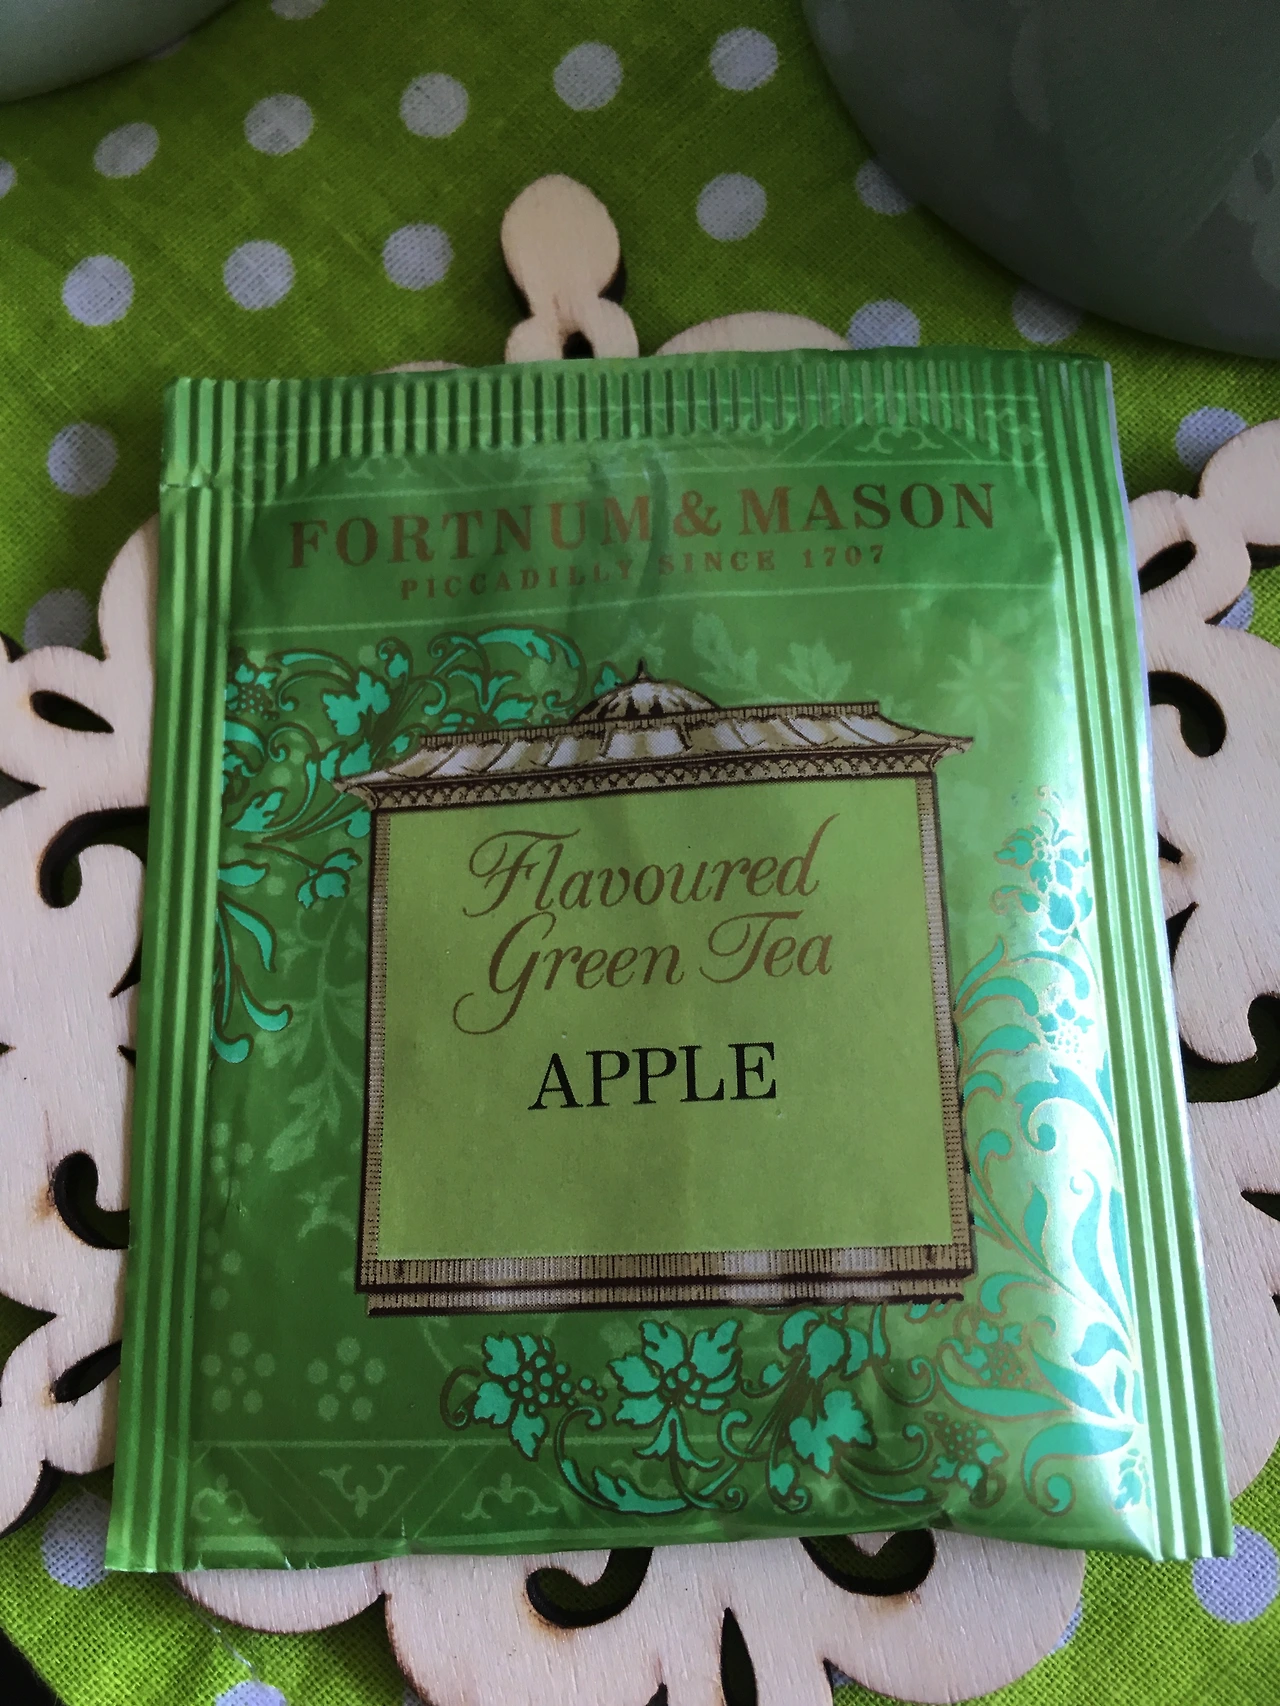 FORTNUM & MASON
PICCADILLY SINCE 1707
Flavoured
Green Tea
APPLE